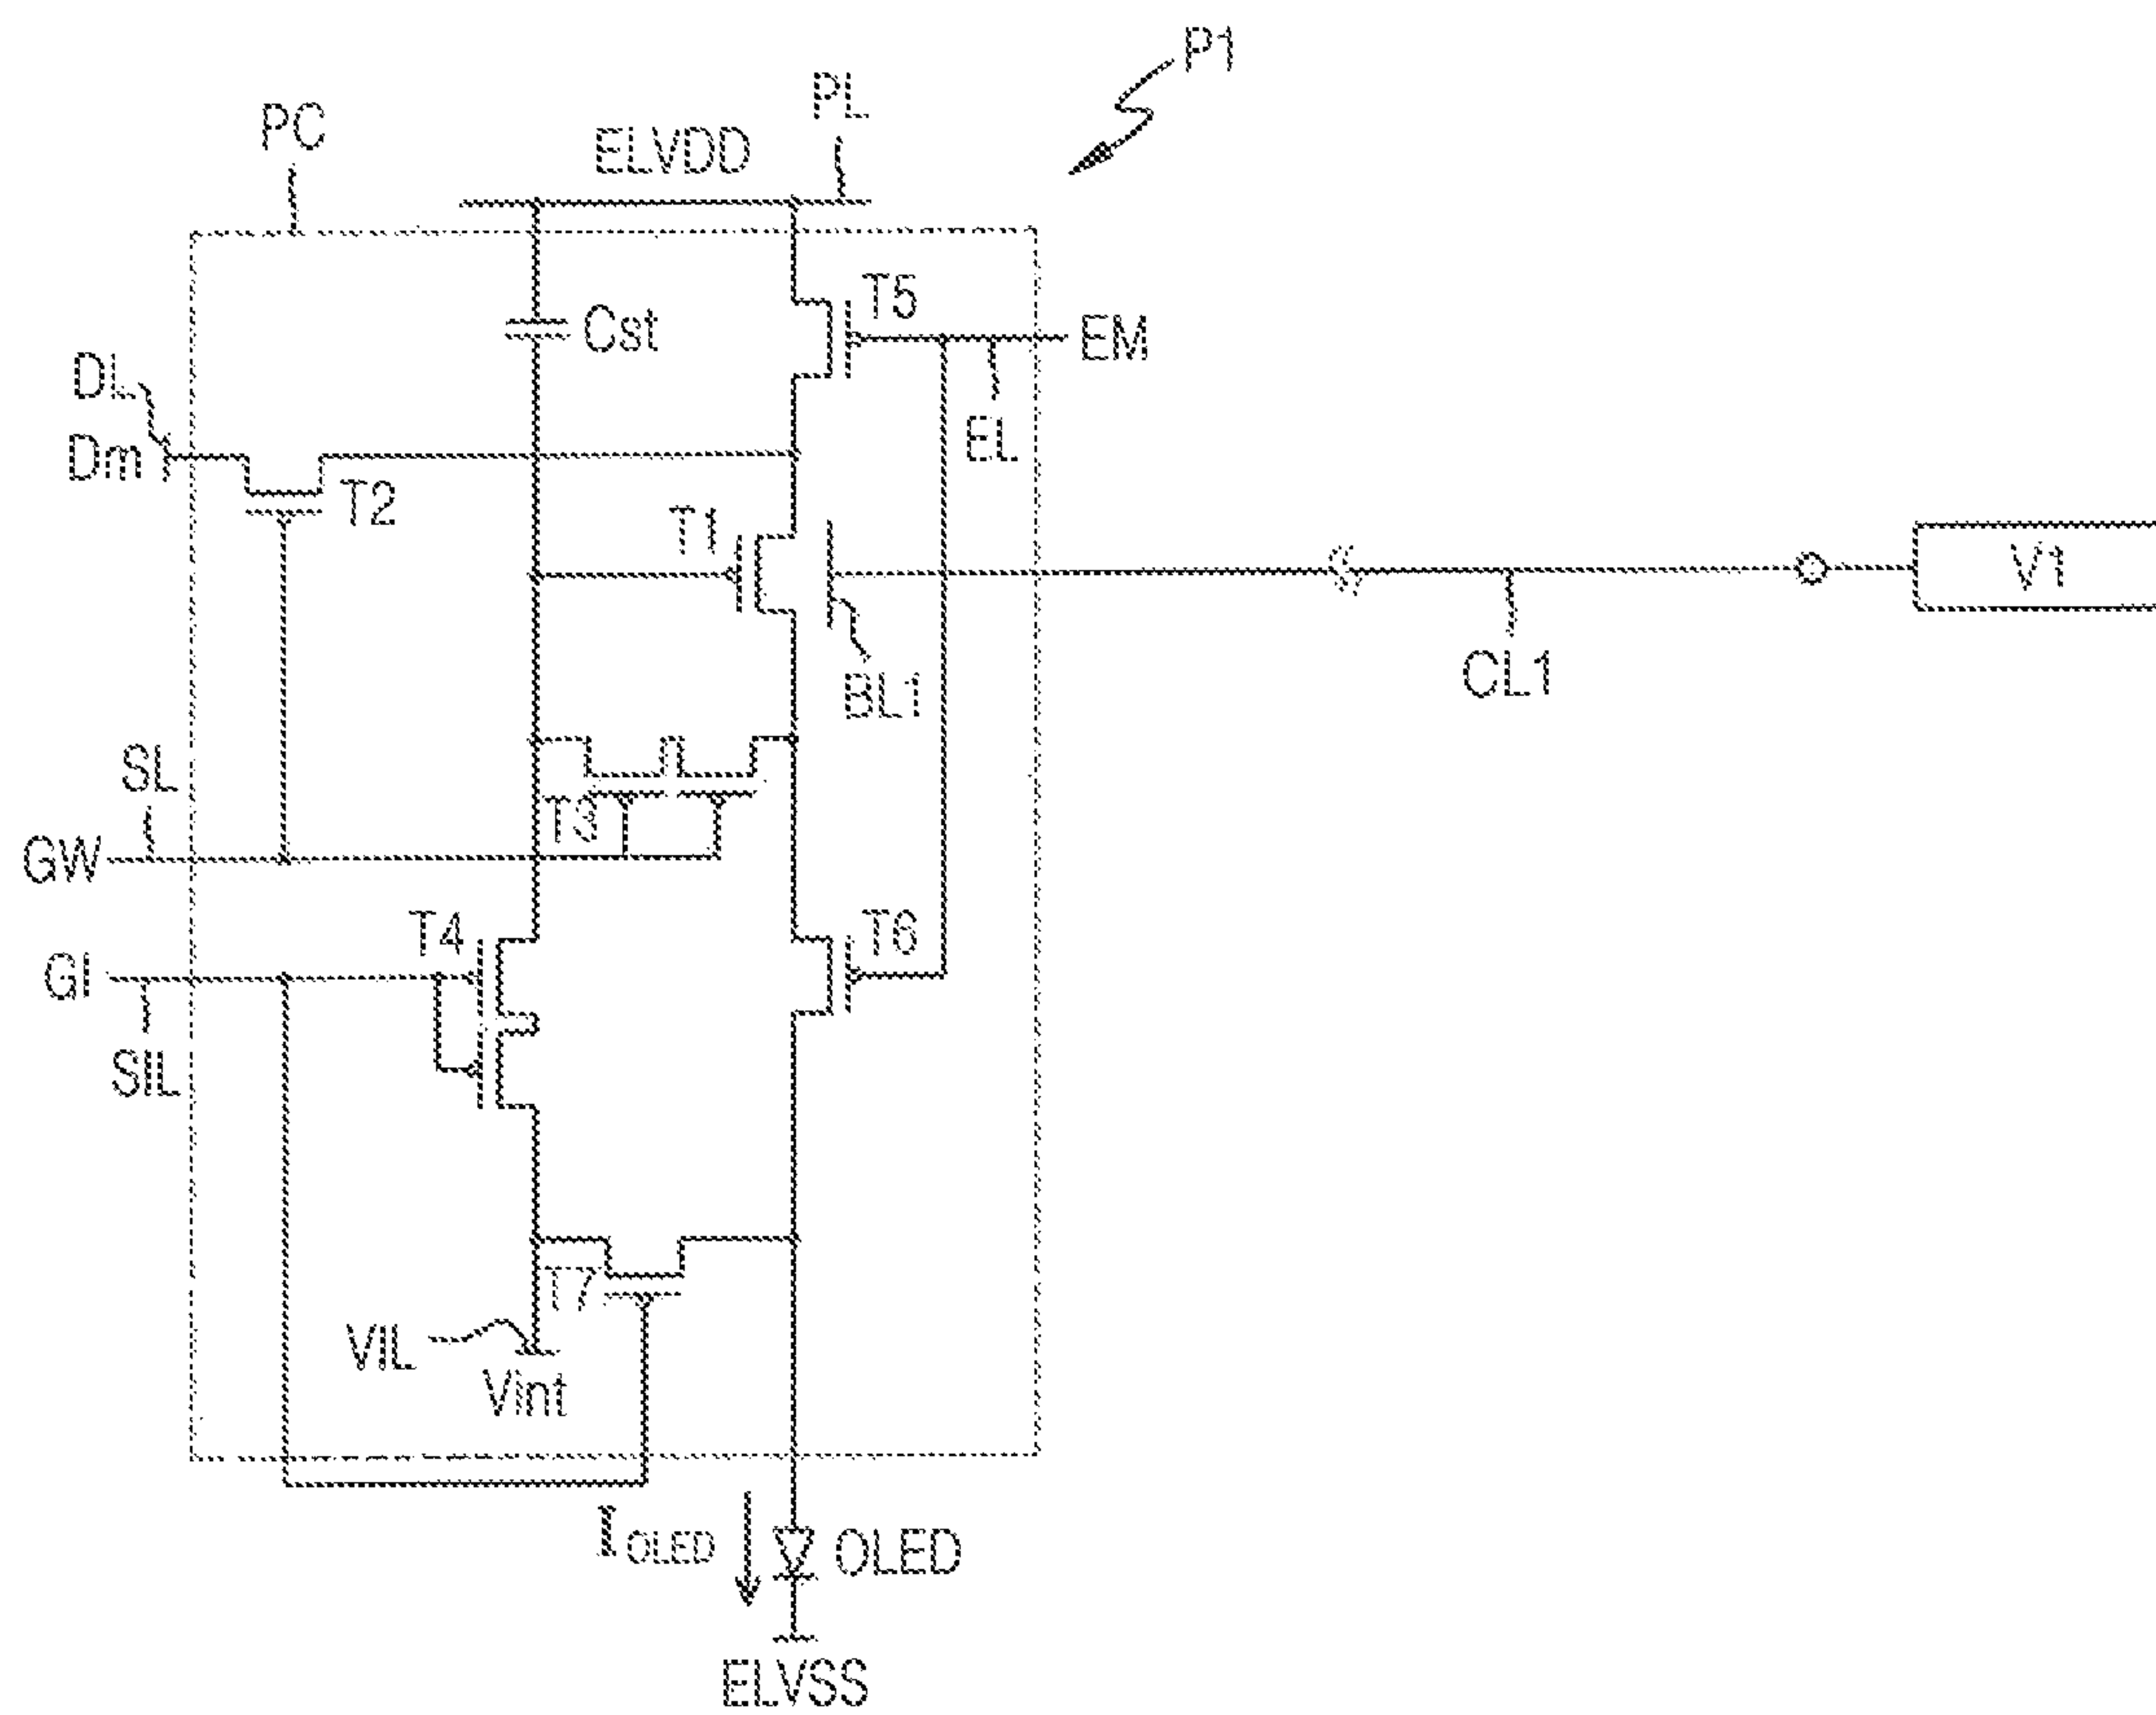 P1
PL
PC
ELVDD
T5
Cst
EM
DL
EL
Dm
T2
T1
V1
CL1
BL1
SL
T3
GW
T4
T6
GI
SIL
T7
VIL
Vint
IOLED
OLED
ELVSS